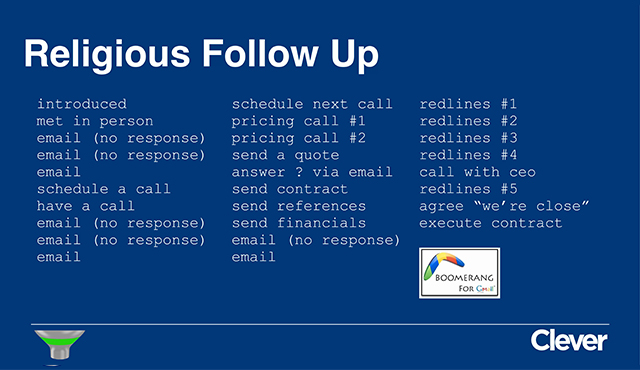 Religious Follow Up
introduced
met in person
email (no response)
email (no response)
email
schedule a call
have a call
email (no response)
email (no response)
email
schedule next call
pricing call #1
pricing call #2
send a quote
answer ? via email
send contract
send references
send financials
email (no response)
email
redlines #1
redlines #2
redlines #3
redlines #4
call with ceo
redlines #5
agree “we’re close”
execute contract
BOOMERANG
FOR Gmail
Clever